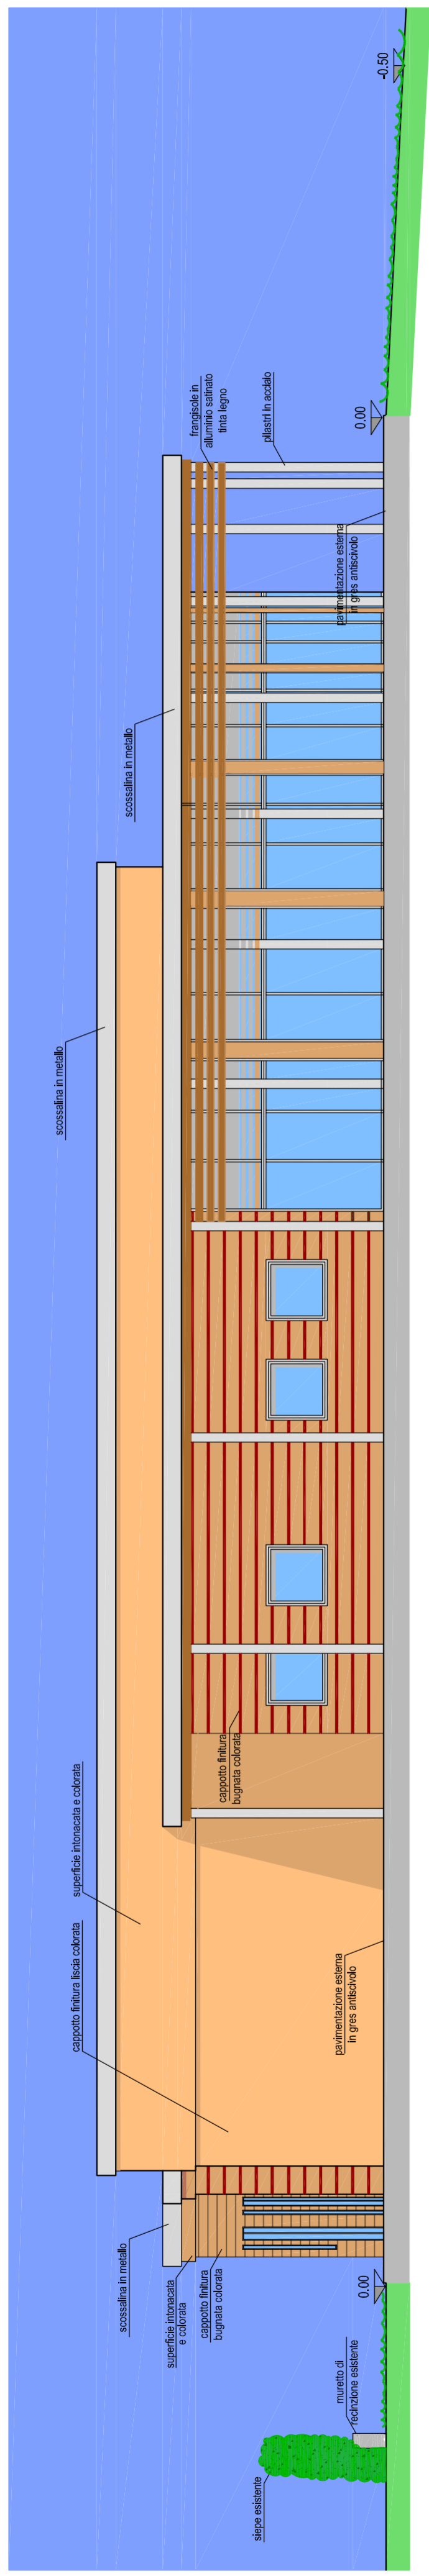 siepe esistente
muretto di
recinzione esistente
0.00
scossalina in metallo
superficie intonacata
e colorata
cappotto finitura
bugnata colorata
cappotto finitura liscia colorata
superficie intonacata e colorata
pavimentazione esterna
in gres antiscivolo
cappotto finitura
bugnata colorata
scossalina in metallo
scossalina in metallo
frangisole in
alluminio satinato
tinta legno
pilastri in acciaio
pavimentazione esterna
in gres antiscivolo
0.00
-0.50